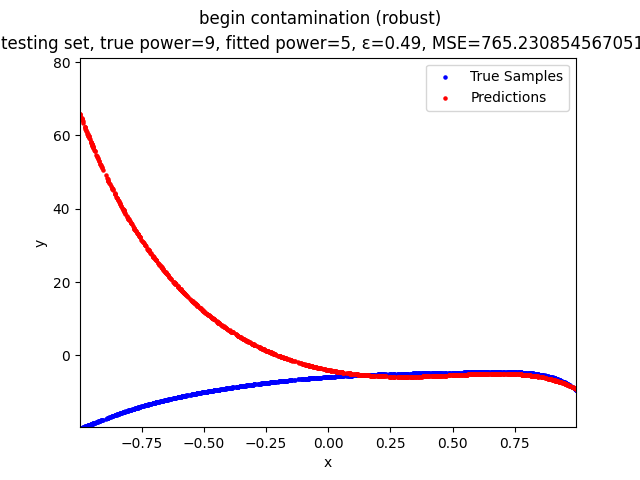 begin contamination (robust)
testing set, true power=9, fitted power=5, ε=0.49, MSE=765.230854567051
True Samples
Predictions
80
60
40
20
0
y
−0.75 −0.50 −0.25 0.00 0.25 0.50 0.75
x